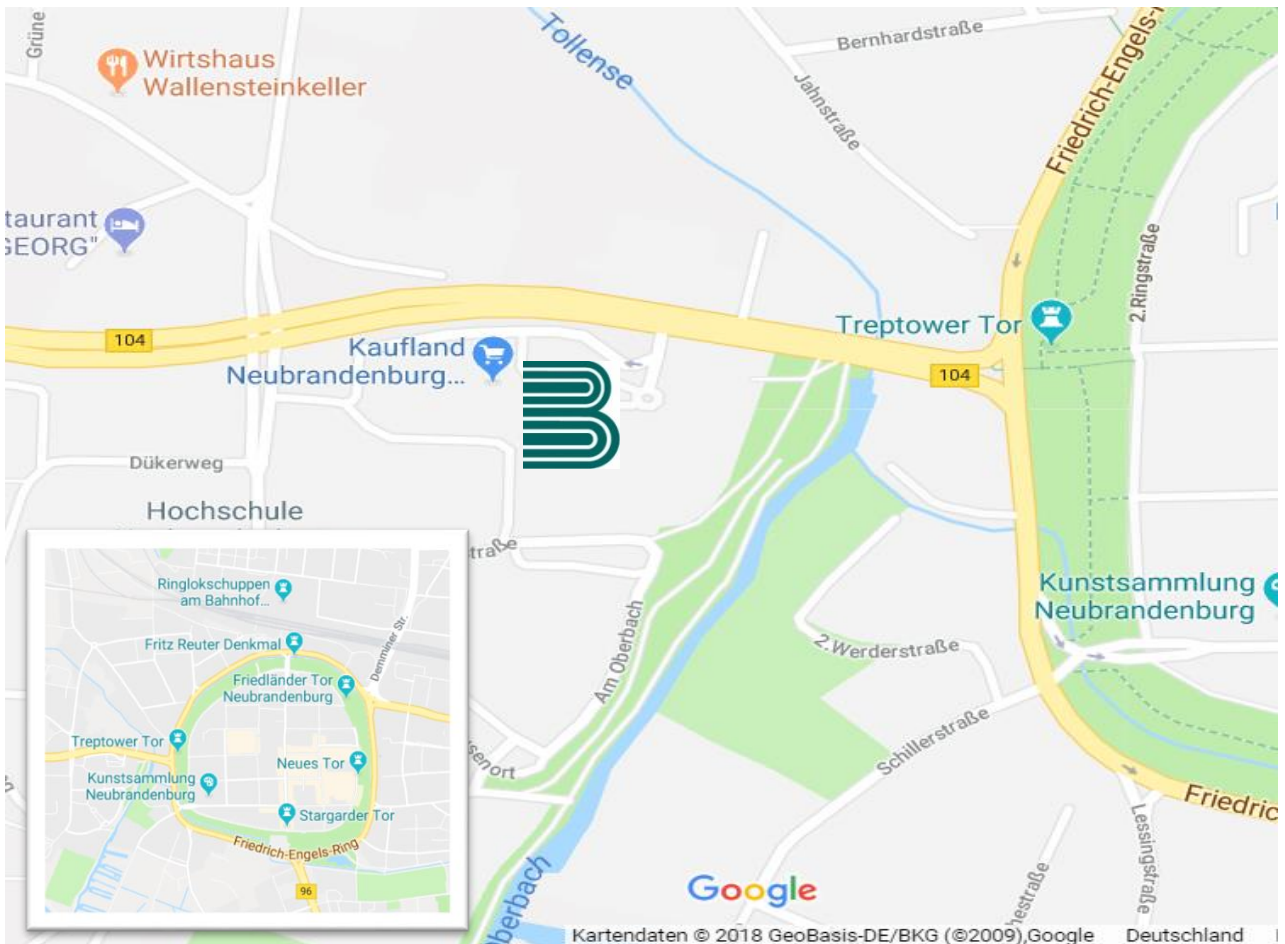 Grüne
Wirtshaus
Wallensteinkeller
Tollense
Bernhardstraße
Jahnstraße
Friedrich-Engels-
taurant
GEORG"
2.Ringstraße
104
Kaufland
Neubrandenburg...
Treptower Tor
104
Dükerweg
Hochschule
traße
Kunstsammlung
Neubrandenburg
Am Oberbach
2.Werderstraße
Schillerstraße
senort
Friedric
Lessingstraße
hestraße
Oberbach
Ringlokschuppen
am Bahnhof...
Fritz Reuter Denkmal
Demminer Str.
Friedländer Tor
Neubrandenburg
Treptower Tor
Neues Tor
Kunstsammlung
Neubrandenburg
Stargarder Tor
Friedrich-Engels-Ring
96
Google
Kartendaten © 2018 GeoBasis-DE/BKG (©2009),Google Deutschland